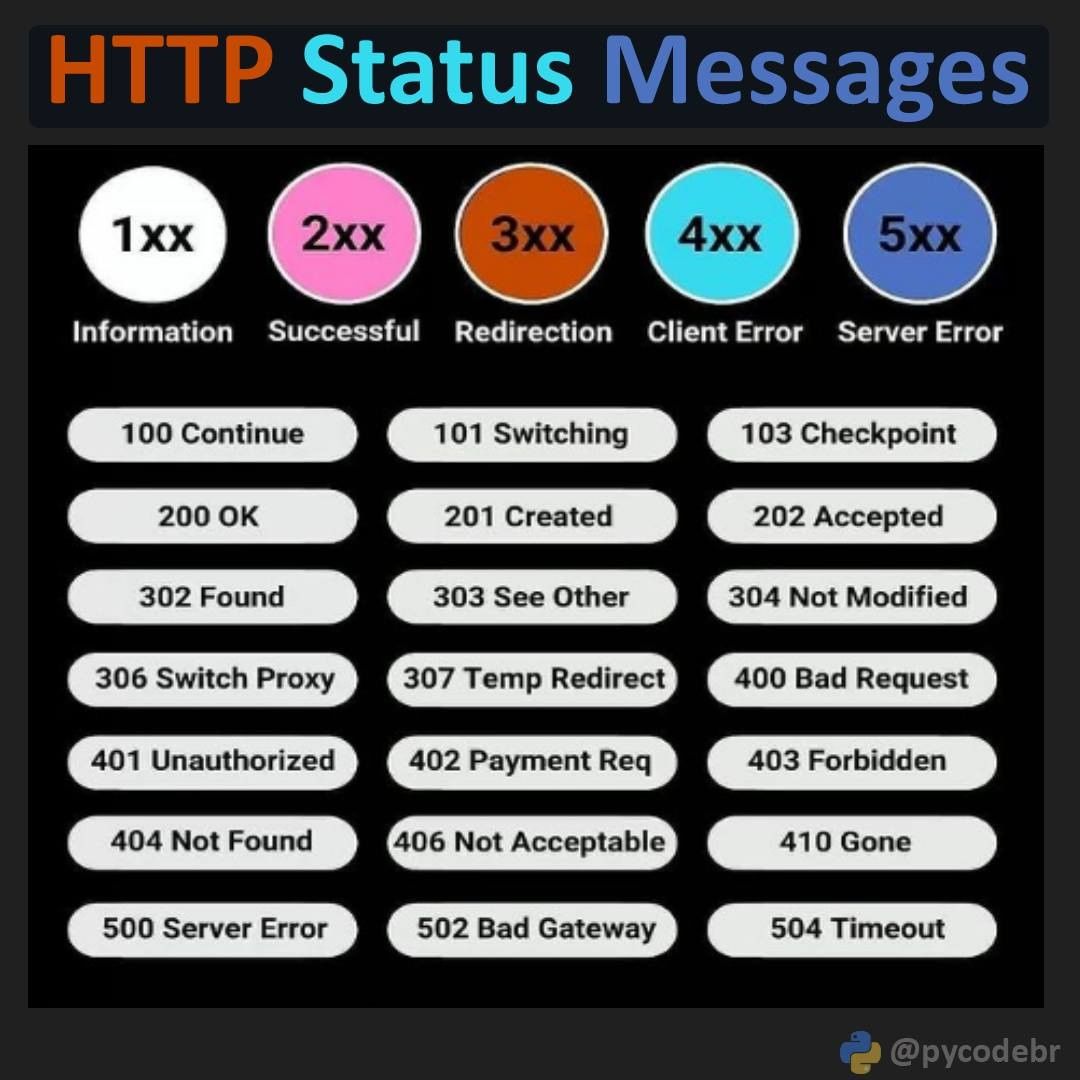 HTTP Status Messages
1xx 2xx 3xx 4xx 5xx
Information Successful Redirection Client Error Server Error
100 Continue 101 Switching 103 Checkpoint
200 OK 201 Created 202 Accepted
302 Found 303 See Other 304 Not Modified
306 Switch Proxy 307 Temp Redirect 400 Bad Request
401 Unauthorized 402 Payment Req 403 Forbidden
404 Not Found 406 Not Acceptable 410 Gone
500 Server Error 502 Bad Gateway 504 Timeout
@pycodebr